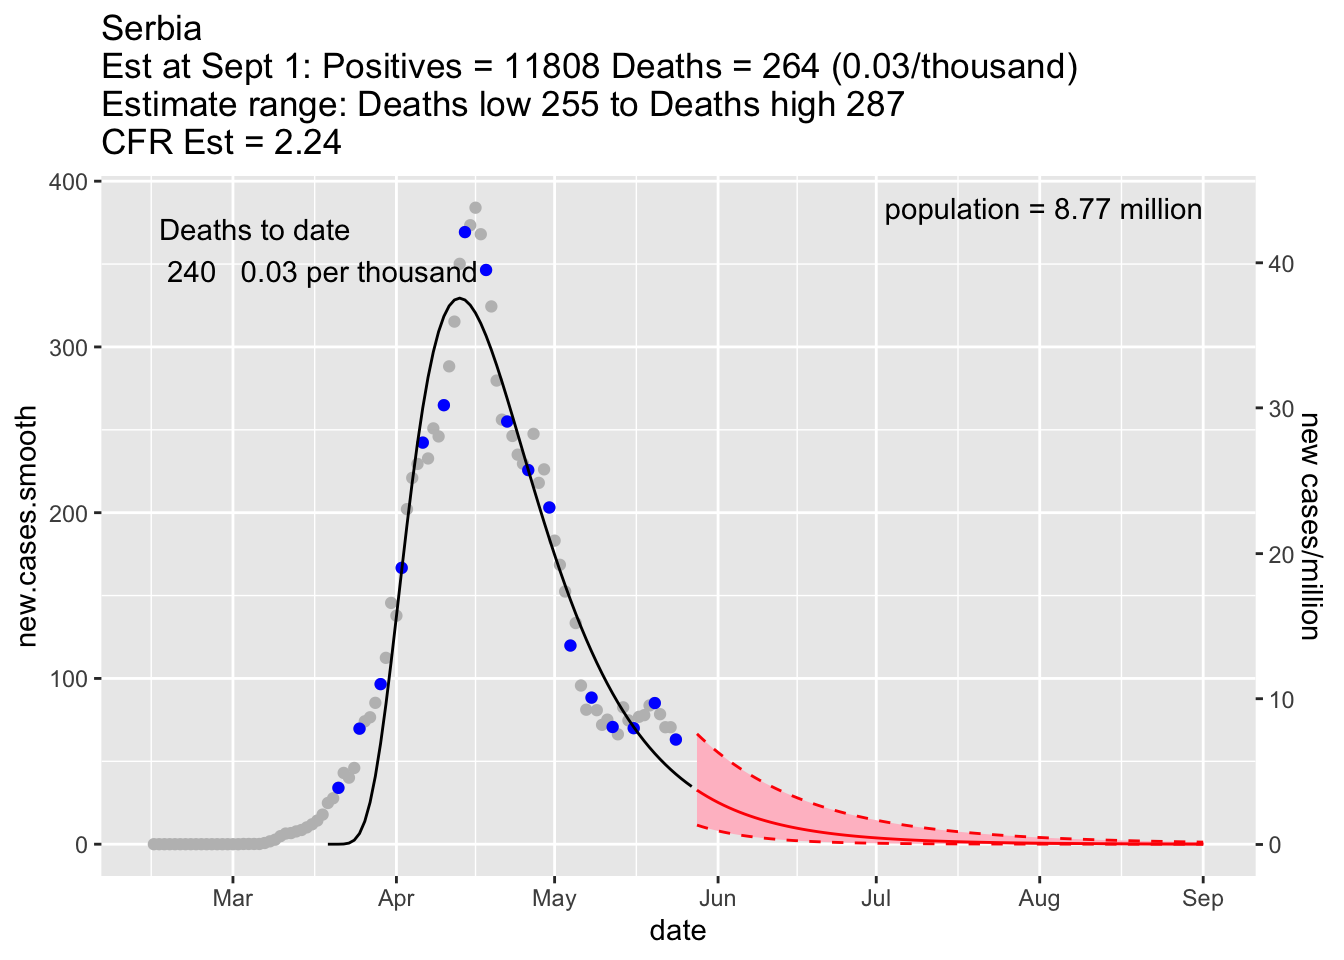 Serbia
Est at Sept 1: Positives = 11808 Deaths = 264 (0.03/thousand)
Estimate range: Deaths low 255 to Deaths high 287
CFR Est = 2.24
Deaths to date
240 0.03 per thousand
population = 8.77 million
400
300
200
100
0
new.cases.smooth
40
30
20
10
0
new cases/million
Mar Apr May Jun Jul Aug Sep
date